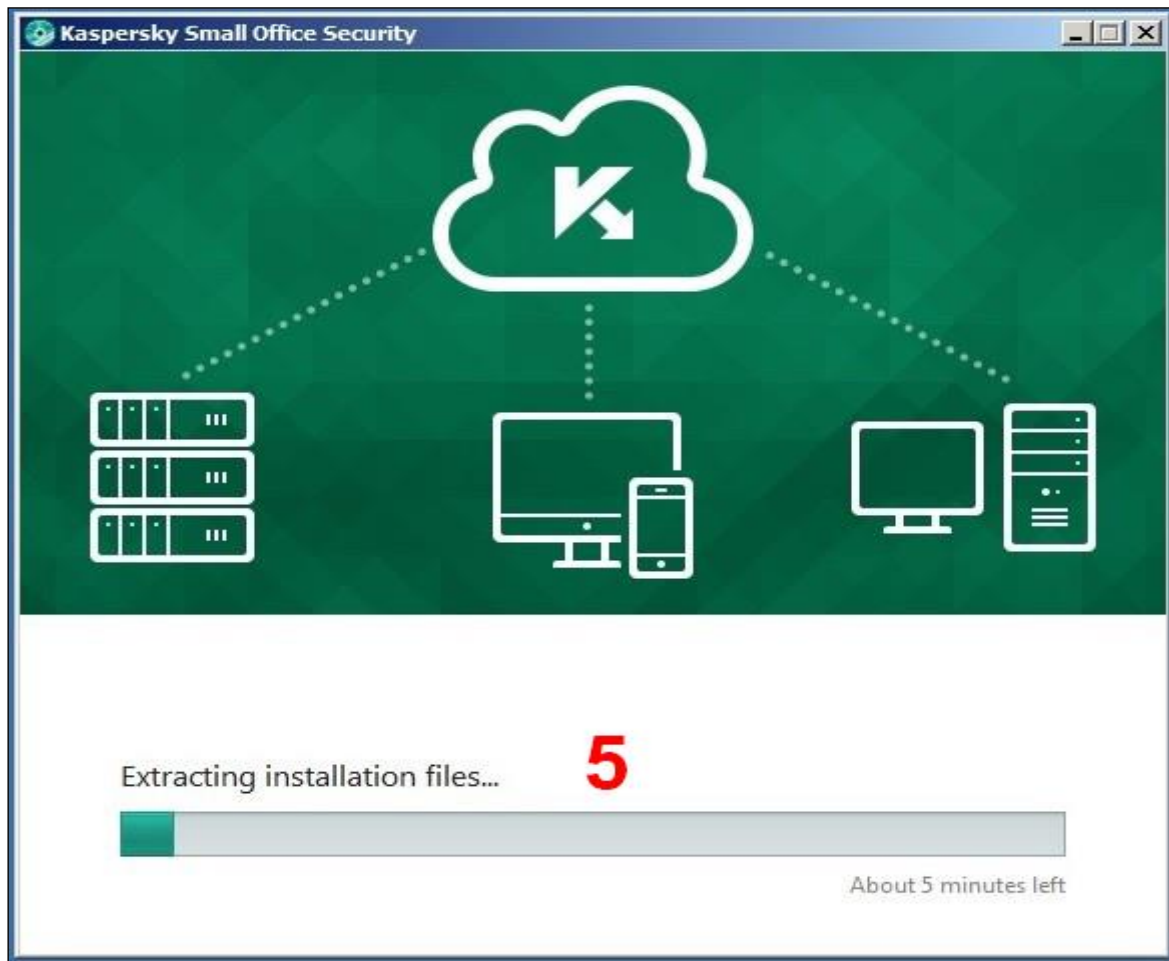 Kaspersky Small Office Security
Extracting installation files...
5
About 5 minutes left